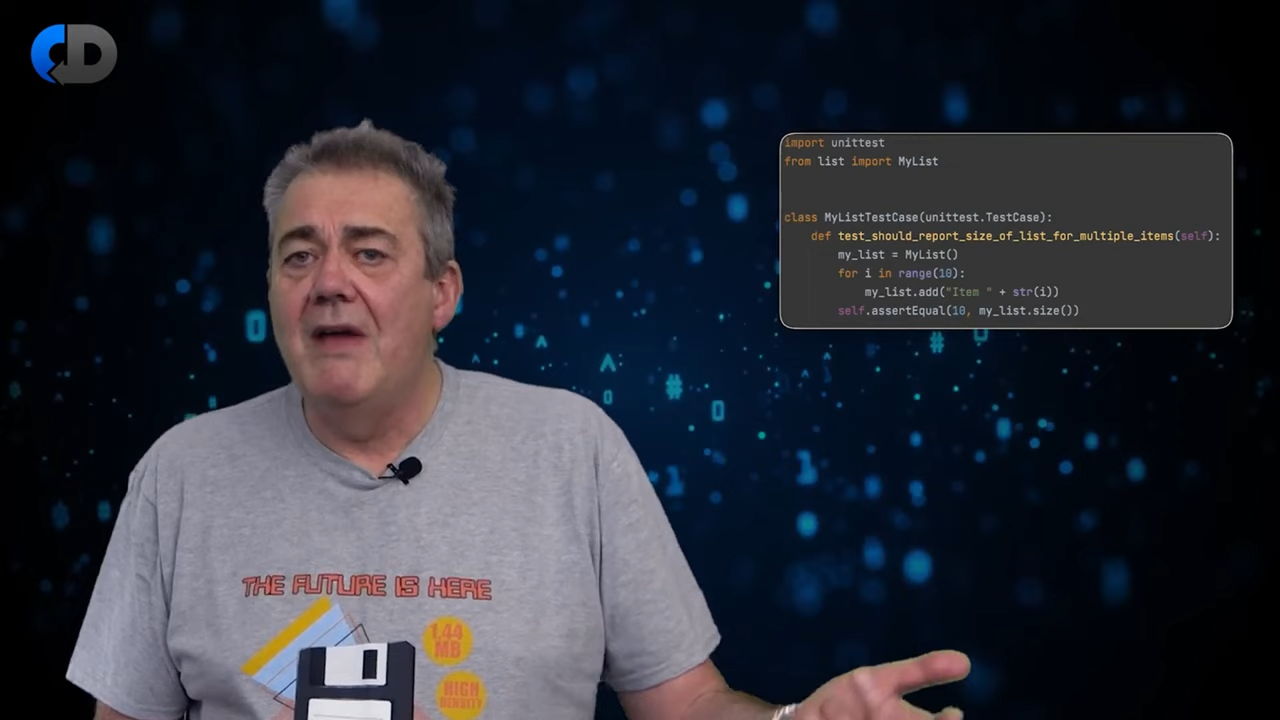 CD
import unittest
from list import MyList
class MyListTestCase(unittest.TestCase):
def test_should_report_size_of_list_for_multiple_items(self):
my_list = MyList()
for i in range(10):
my_list.add("Item " + str(i))
self.assertEqual(10, my_list.size())
THE FUTURE IS HERE
1.44
MB
HIGH
DENSITY